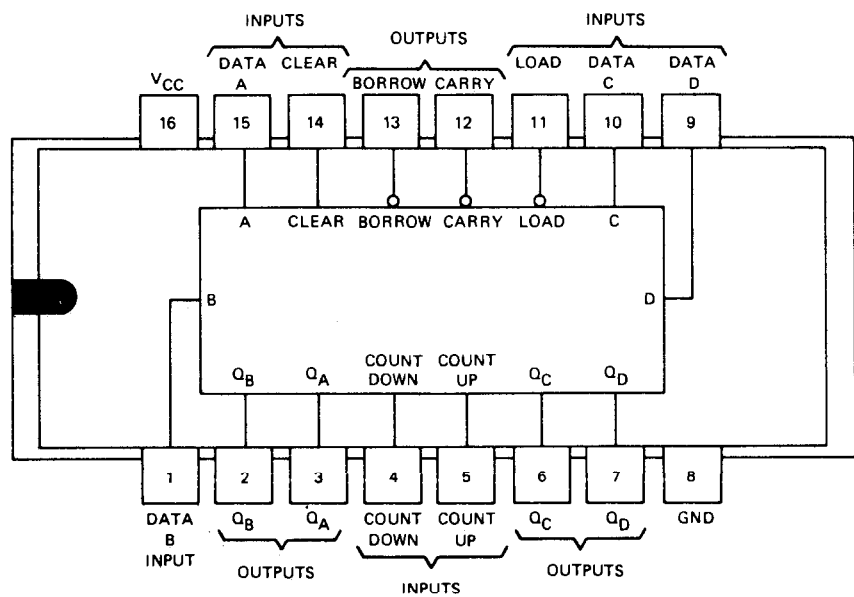 INPUTS
OUTPUTS
INPUTS
DATA A
CLEAR
BORROW
CARRY
LOAD
DATA C
DATA D
VCC
16
15
14
13
12
11
10
9
A
CLEAR
BORROW
CARRY
LOAD
C
B
D
QB
QA
COUNT DOWN
COUNT UP
QC
QD
1
2
3
4
5
6
7
8
DATA B INPUT
QB
QA
COUNT DOWN
COUNT UP
QC
QD
GND
OUTPUTS
INPUTS
OUTPUTS